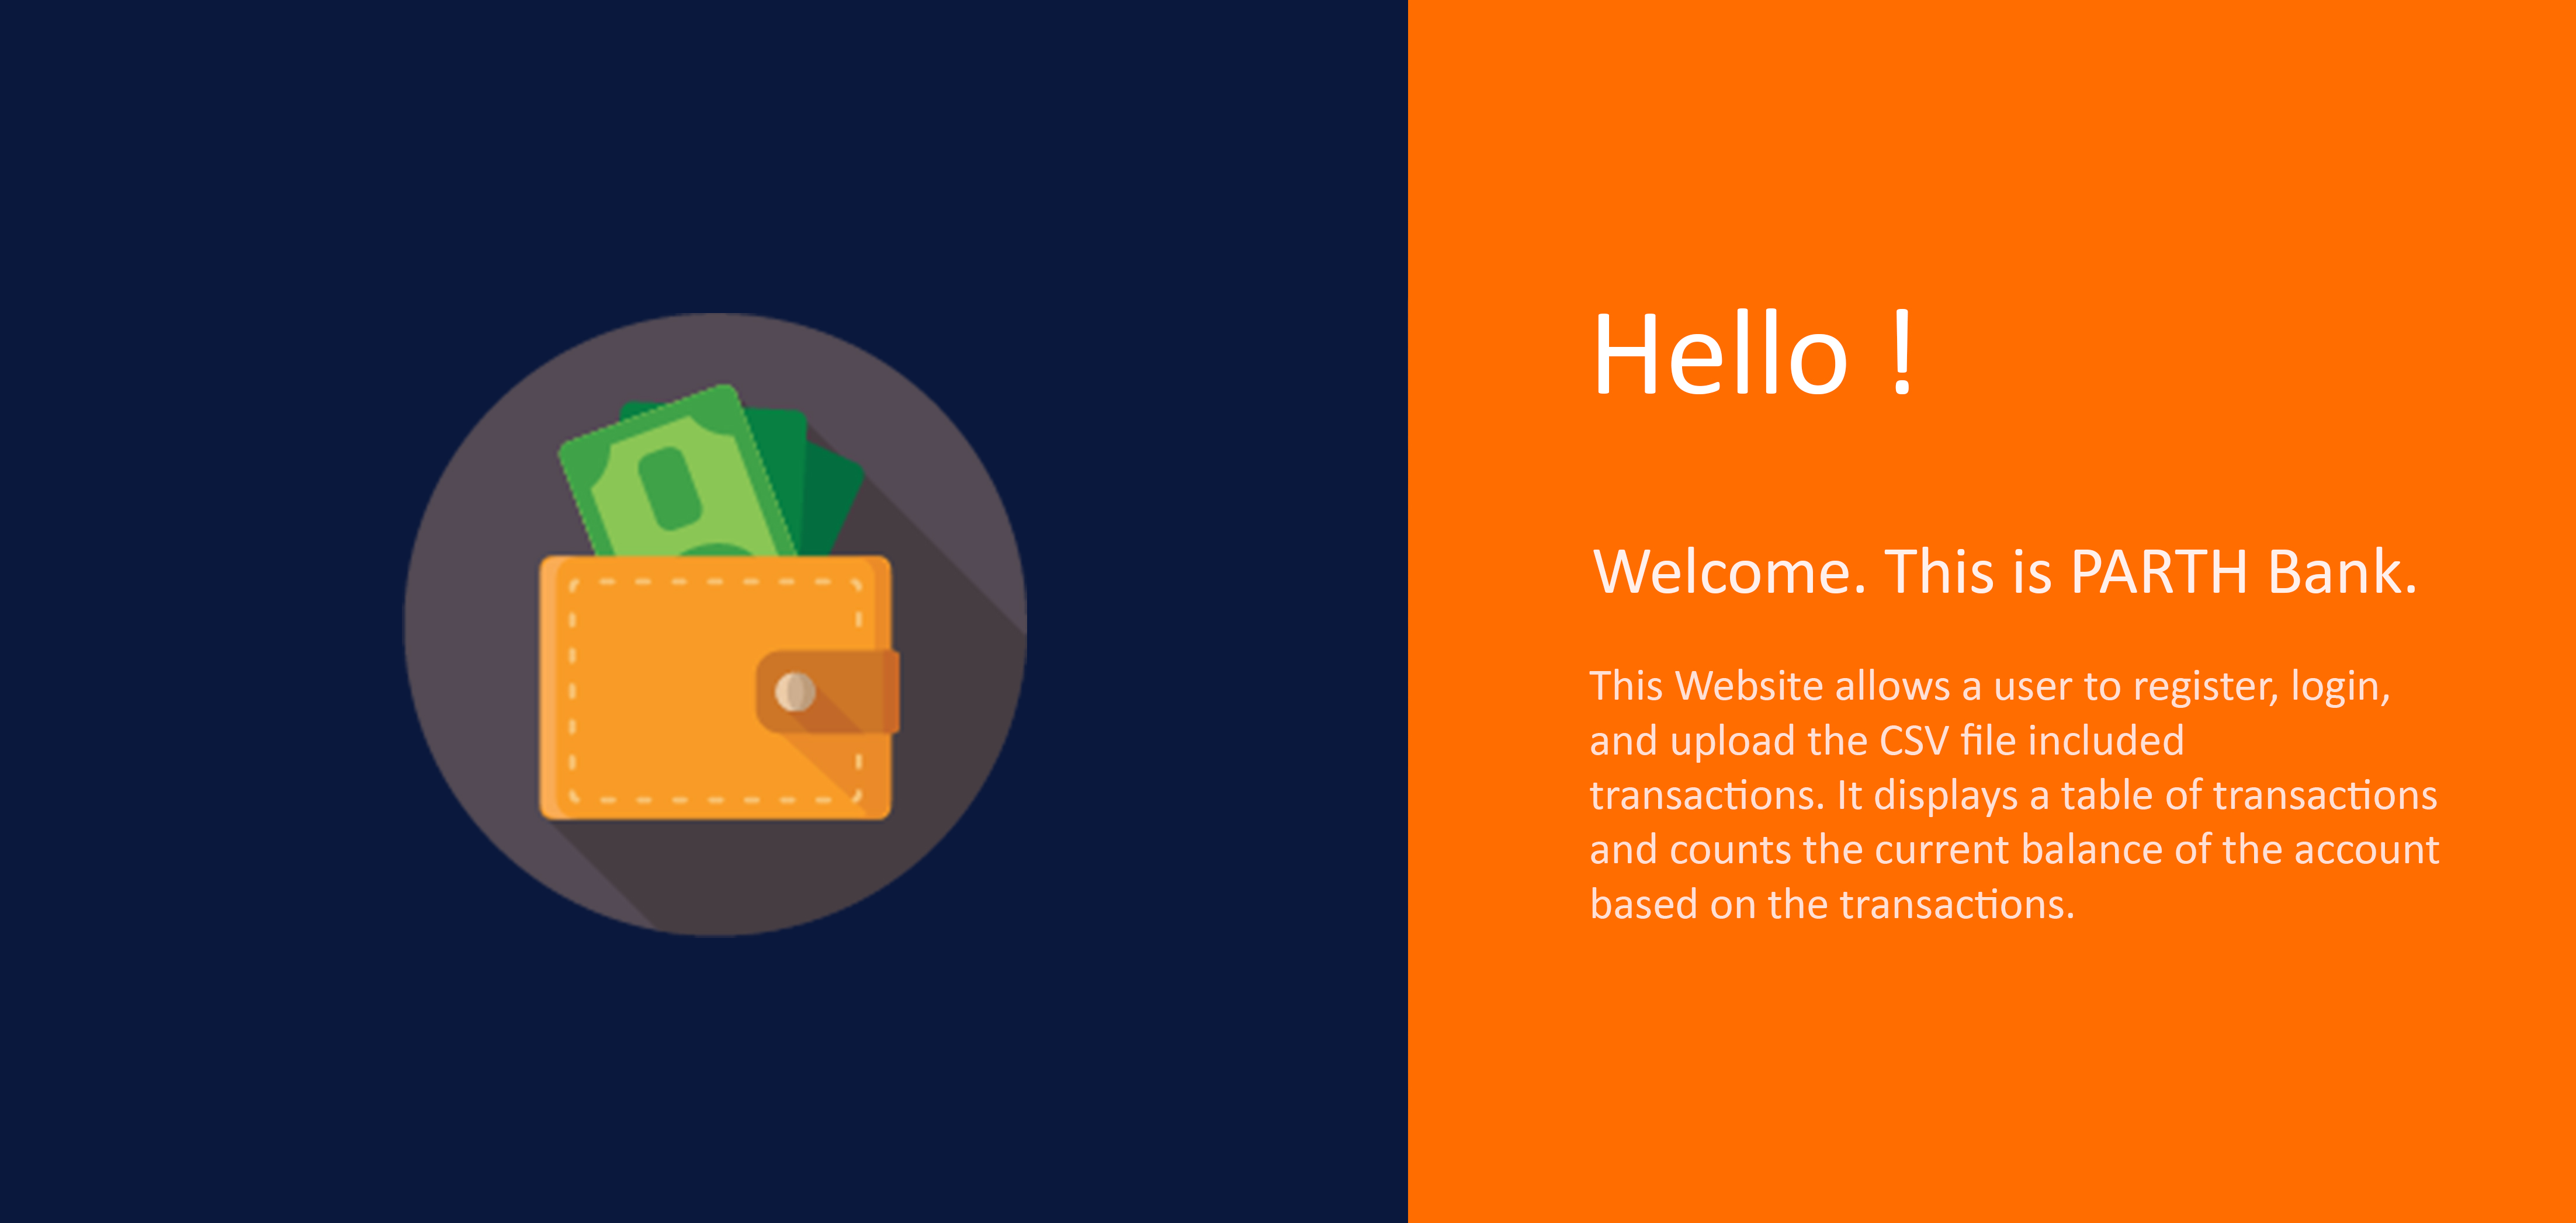 Hello !
Welcome. This is PARTH Bank.
This Website allows a user to register, login,
and upload the CSV file included
transactions. It displays a table of transactions
and counts the current balance of the account
based on the transactions.